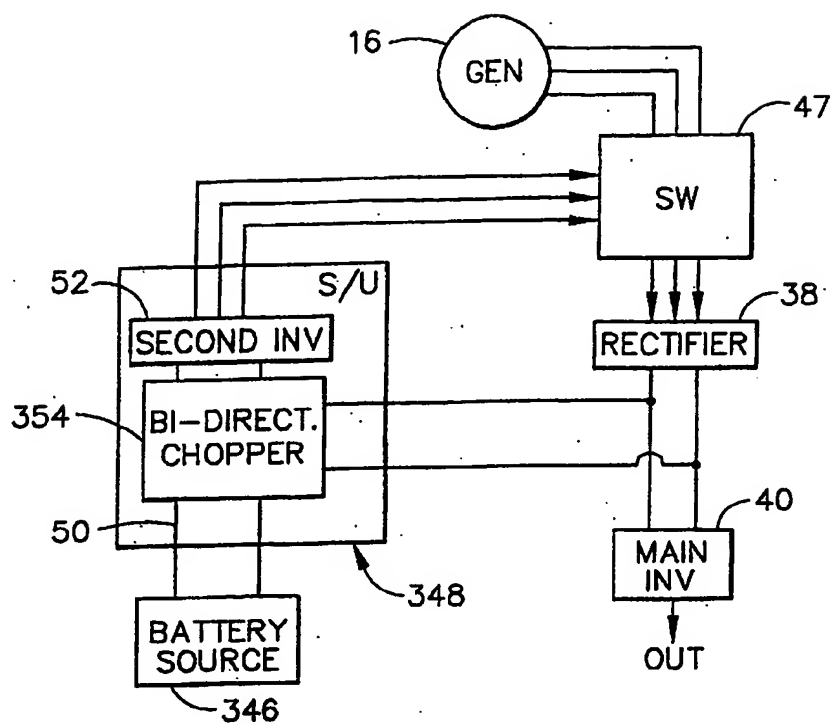 16
GEN
47
SW
52
S/U
SECOND INV
38
RECTIFIER
354
BI-DIRECT.
CHOPPER
50
40
MAIN
INV
348
BATTERY
SOURCE
OUT
346